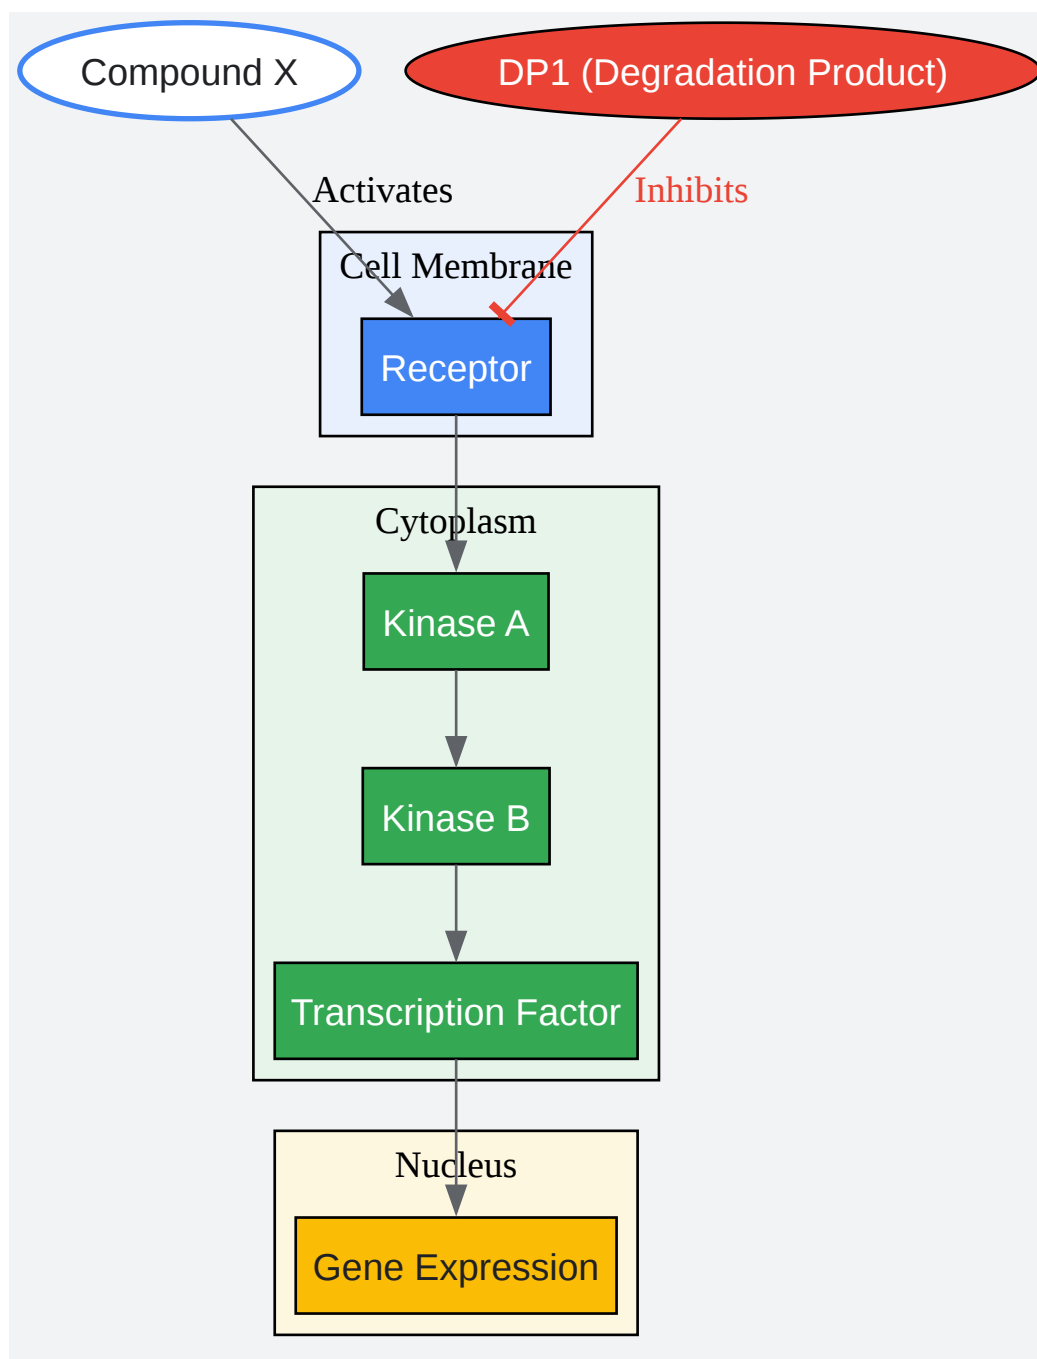 Compound X
DP1 (Degradation Product)
Activates
Inhibits
Cell Membrane
Receptor
Cytoplasm
Kinase A
Kinase B
Transcription Factor
Nucleus
Gene Expression